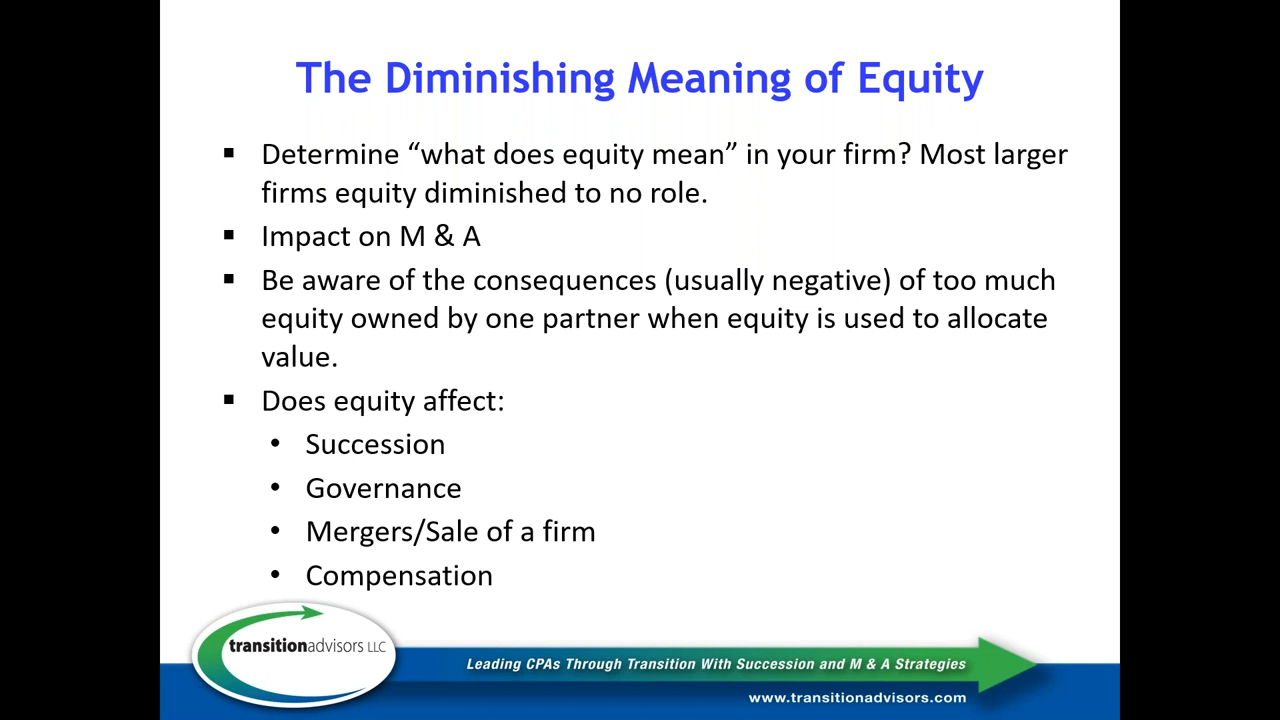 The Diminishing Meaning of Equity
▪ Determine “what does equity mean” in your firm? Most larger
firms equity diminished to no role.
▪ Impact on M & A
▪ Be aware of the consequences (usually negative) of too much
equity owned by one partner when equity is used to allocate
value.
▪ Does equity affect:
• Succession
• Governance
• Mergers/Sale of a firm
• Compensation
transitionadvisors LLC
Leading CPAs Through Transition With Succession and M & A Strategies
www.transitionadvisors.com